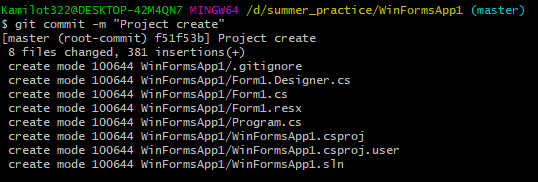 Kamilot322@DESKTOP-42M4QN7 MINGW64 /d/summer_practice/WinFormsApp1 (master)
$ git commit -m "Project create"
[master (root-commit) f51f53b] Project create
 8 files changed, 381 insertions(+)
 create mode 100644 WinFormsApp1/.gitignore
 create mode 100644 WinFormsApp1/Form1.Designer.cs
 create mode 100644 WinFormsApp1/Form1.cs
 create mode 100644 WinFormsApp1/Form1.resx
 create mode 100644 WinFormsApp1/Program.cs
 create mode 100644 WinFormsApp1/WinFormsApp1.csproj
 create mode 100644 WinFormsApp1/WinFormsApp1.csproj.user
 create mode 100644 WinFormsApp1/WinFormsApp1.sln